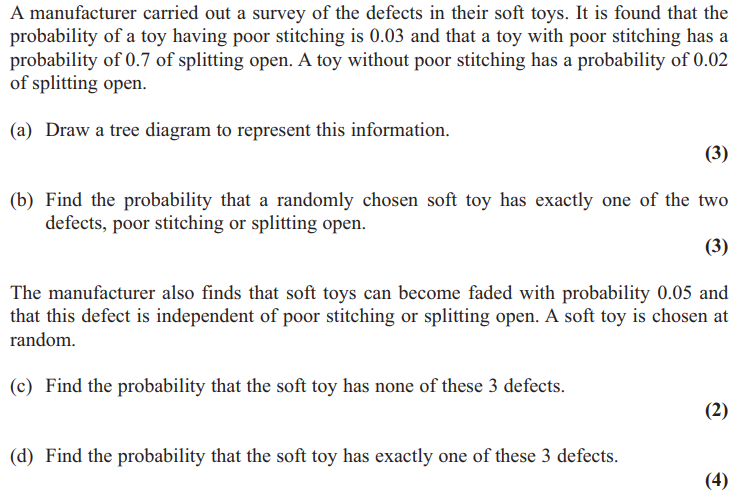 A manufacturer carried out a survey of the defects in their soft toys. It is found that the
probability of a toy having poor stitching is 0.03 and that a toy with poor stitching has a
probability of 0.7 of splitting open. A toy without poor stitching has a probability of 0.02
of splitting open.
(a) Draw a tree diagram to represent this information.
(3)
(b) Find the probability that a randomly chosen soft toy has exactly one of the two
defects, poor stitching or splitting open.
(3)
The manufacturer also finds that soft toys can become faded with probability 0.05 and
that this defect is independent of poor stitching or splitting open. A soft toy is chosen at
random.
(c) Find the probability that the soft toy has none of these 3 defects.
(2)
(d) Find the probability that the soft toy has exactly one of these 3 defects.
(4)